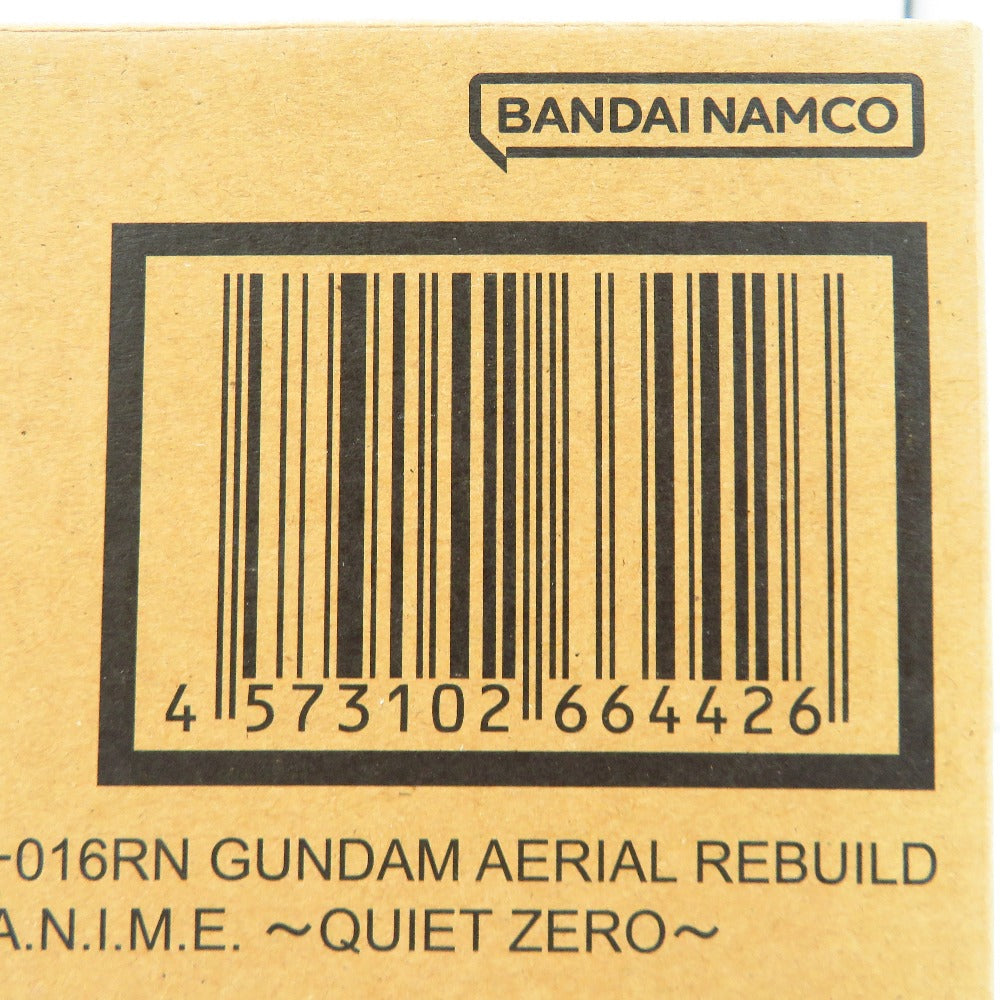 BANDAI NAMCO
4 573102 664426
-016RN GUNDAM AERIAL REBUILD
A.N.I.M.E. ～QUIET ZERO～